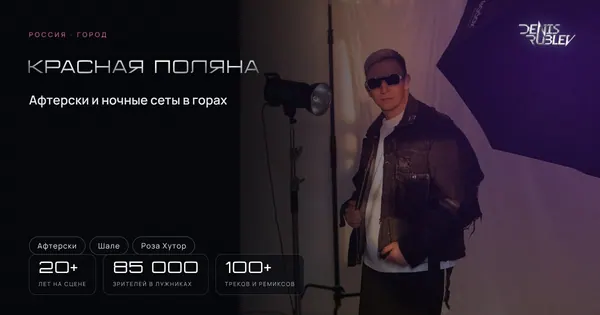 РОССИЯ · ГОРОД
DENIS
RUBLEV
КРАСНАЯ ПОЛЯНА
Афтерски и ночные сеты в горах
Афтерски
Шале
Роза Хутор
20+
ЛЕТ НА СЦЕНЕ
85 000
ЗРИТЕЛЕЙ В ЛУЖНИКАХ
100+
ТРЕКОВ И РЕМИКСОВ